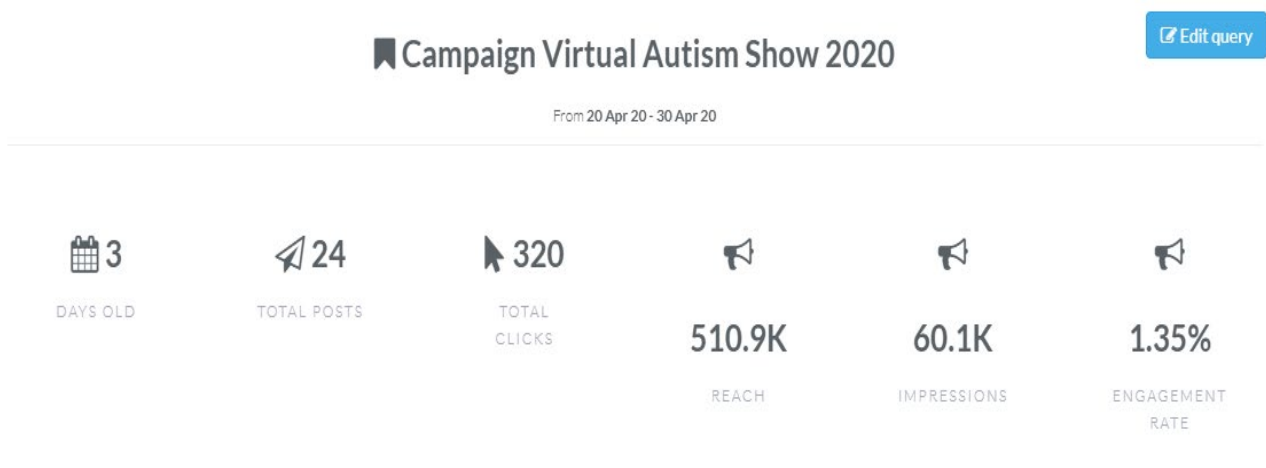 Campaign Virtual Autism Show 2020
Edit query
From 20 Apr 20 - 30 Apr 20
3
DAYS OLD
24
TOTAL POSTS
320
TOTAL
CLICKS
510.9K
REACH
60.1K
IMPRESSIONS
1.35%
ENGAGEMENT
RATE